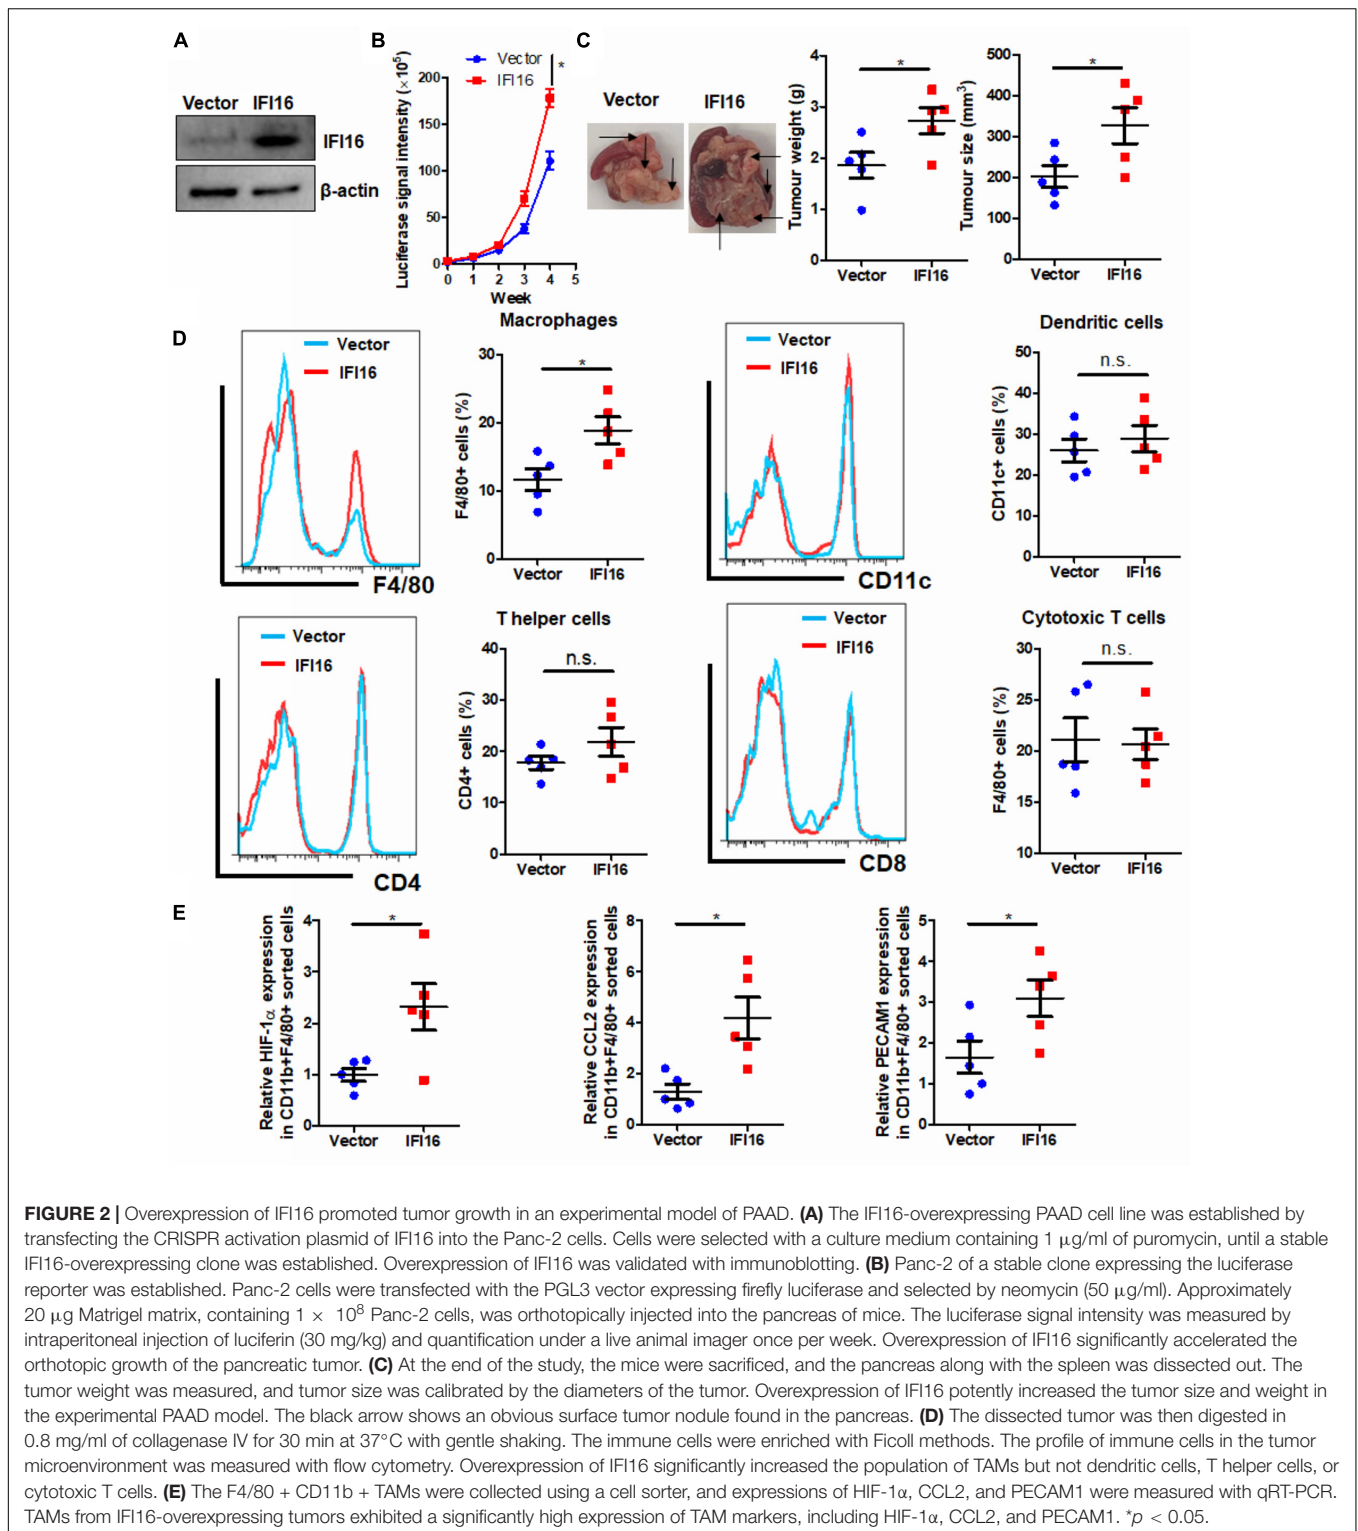 A
Vector IFI16
IFI16
β-actin
B
Vector
IFI16
*
Luciferase signal intensity (×10⁵)
200
150
100
50
0
0 1 2 3 4 5
Week
C
Vector IFI16
Tumour weight (g)
4
3
2
1
0
*
Vector IFI16
Tumour size (mm³)
500
400
300
200
100
0
*
Vector IFI16
D
Vector
IFI16
F4/80
Macrophages
F4/80+ cells (%)
30
20
10
0
*
Vector IFI16
Vector
IFI16
CD11c
Dendritic cells
CD11c+ cells (%)
50
40
30
20
10
0
n.s.
Vector IFI16
Vector
IFI16
CD4
T helper cells
CD4+ cells (%)
40
30
20
10
0
n.s.
Vector IFI16
Vector
IFI16
CD8
Cytotoxic T cells
F4/80+ cells (%)
30
25
20
15
10
n.s.
Vector IFI16
E
Relative HIF-1α expression
in CD11b+F4/80+ sorted cells
4
3
2
1
0
*
Vector IFI16
Relative CCL2 expression
in CD11b+F4/80+ sorted cells
8
6
4
2
0
*
Vector IFI16
Relative PECAM1 expression
in CD11b+F4/80+ sorted cells
5
4
3
2
1
0
*
Vector IFI16
FIGURE 2 | Overexpression of IFI16 promoted tumor growth in an experimental model of PAAD. (A) The IFI16-overexpressing PAAD cell line was established by
transfecting the CRISPR activation plasmid of IFI16 into the Panc-2 cells. Cells were selected with a culture medium containing 1 μg/ml of puromycin, until a stable
IFI16-overexpressing clone was established. Overexpression of IFI16 was validated with immunoblotting. (B) Panc-2 of a stable clone expressing the luciferase
reporter was established. Panc-2 cells were transfected with the PGL3 vector expressing firefly luciferase and selected by neomycin (50 μg/ml). Approximately
20 μg Matrigel matrix, containing 1 × 10⁸ Panc-2 cells, was orthotopically injected into the pancreas of mice. The luciferase signal intensity was measured by
intraperitoneal injection of luciferin (30 mg/kg) and quantification under a live animal imager once per week. Overexpression of IFI16 significantly accelerated the
orthotopic growth of the pancreatic tumor. (C) At the end of the study, the mice were sacrificed, and the pancreas along with the spleen was dissected out. The
tumor weight was measured, and tumor size was calibrated by the diameters of the tumor. Overexpression of IFI16 potently increased the tumor size and weight in
the experimental PAAD model. The black arrow shows an obvious surface tumor nodule found in the pancreas. (D) The dissected tumor was then digested in
0.8 mg/ml of collagenase IV for 30 min at 37°C with gentle shaking. The immune cells were enriched with Ficoll methods. The profile of immune cells in the tumor
microenvironment was measured with flow cytometry. Overexpression of IFI16 significantly increased the population of TAMs but not dendritic cells, T helper cells, or
cytotoxic T cells. (E) The F4/80 + CD11b + TAMs were collected using a cell sorter, and expressions of HIF-1α, CCL2, and PECAM1 were measured with qRT-PCR.
TAMs from IFI16-overexpressing tumors exhibited a significantly high expression of TAM markers, including HIF-1α, CCL2, and PECAM1. *p < 0.05.